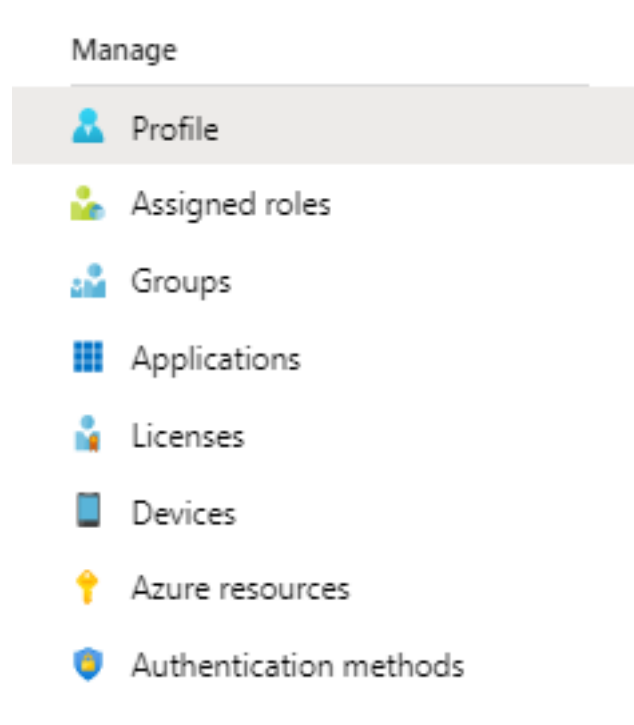 Manage
Profile
Assigned roles
Groups
Applications
Licenses
Devices
Azure resources
Authentication methods